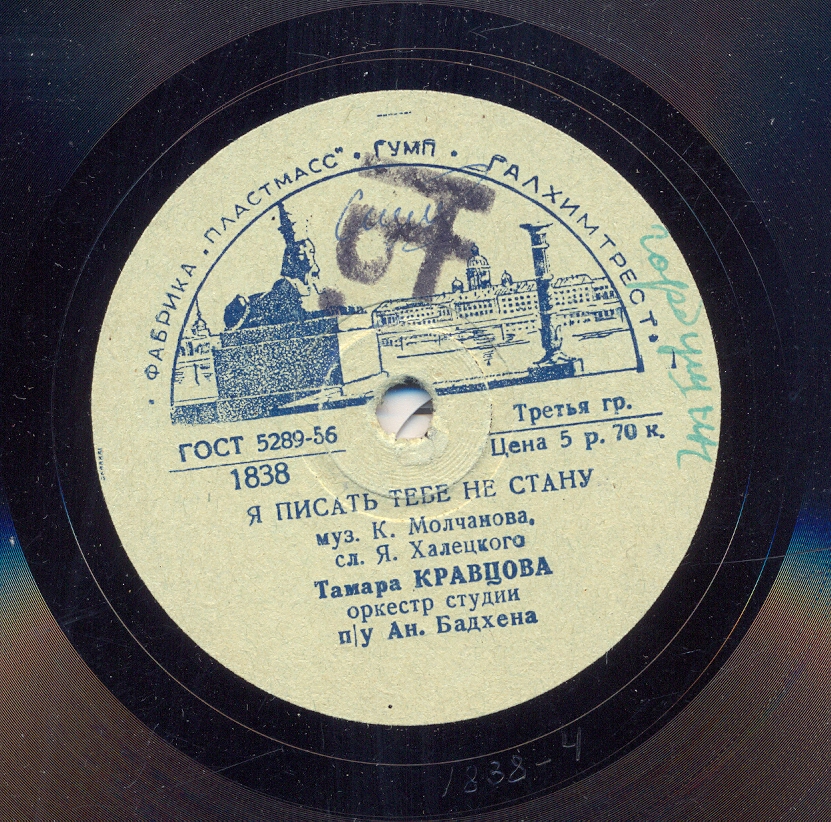 • ФАБРИКА „ПЛАСТМАСС" • ГУМП • ГАЛХИМТРЕСТ •
ГОСТ 5289-56
1838
Третья гр.
Цена 5 р. 70 к.
Я ПИСАТЬ ТЕБЕ НЕ СТАНУ
муз. К. Молчанова,
сл. Я. Халецкого
Тамара КРАВЦОВА
оркестр студии
п/у Ан. Бадхена
1838-4